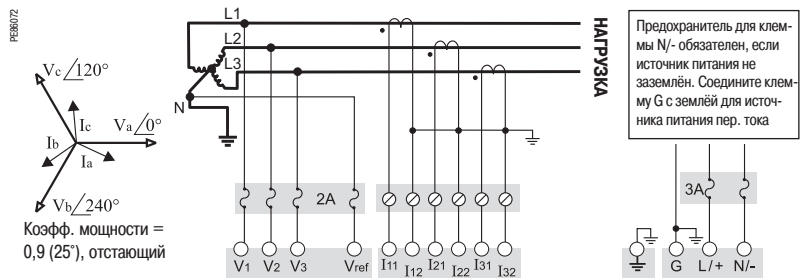 PE86072
L1
L2
L3
N
НАГРУЗКА
Vc/120°
Va/0°
Vb/240°
Ic
Ib
Ia
Коэфф. мощности =
0,9 (25°), отстающий
2A
V1 V2 V3 Vref I11 I12 I21 I22 I31 I32
Предохранитель для клем-
мы N/- обязателен, если
источник питания не
заземлён. Соедините клем-
му G с землёй для источ-
ника питания пер. тока
3A
G L/+ N/-